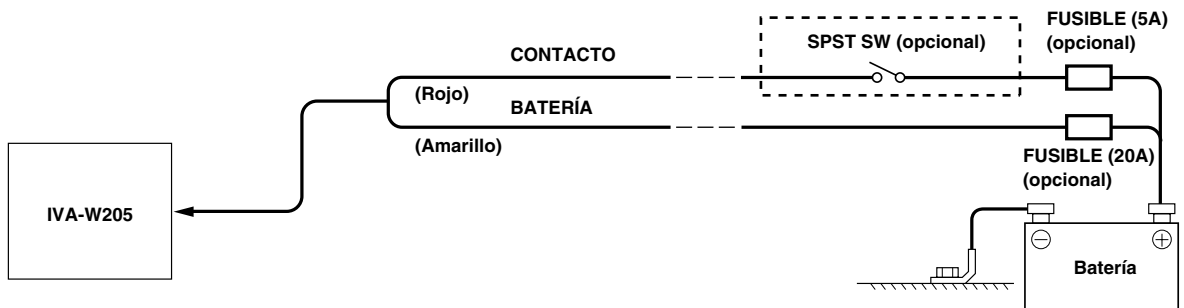 FUSIBLE (5A)
(opcional)
SPST SW (opcional)
CONTACTO
(Rojo)
BATERÍA
(Amarillo)
FUSIBLE (20A)
(opcional)
IVA-W205
Batería